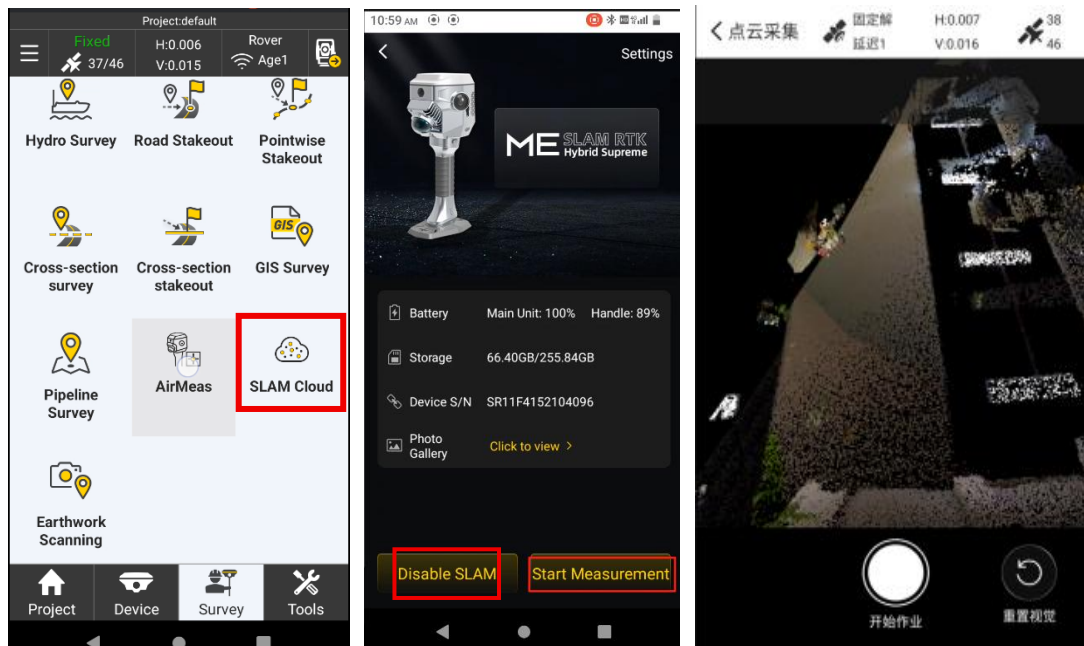 Project:default
Fixed
37/46
H:0.006
V:0.015
Rover
Age1
Hydro Survey
Road Stakeout
Pointwise
Stakeout
Cross-section
survey
Cross-section
stakeout
GIS
GIS Survey
Pipeline
Survey
AirMeas
SLAM Cloud
Earthwork
Scanning
Project
Device
Survey
Tools
10:59 AM
Settings
ME SLAM RTK
Hybrid Supreme
Battery
Main Unit: 100%
Handle: 89%
Storage
66.40GB/255.84GB
Device S/N
SR11F4152104096
Photo
Gallery
Click to view >
Disable SLAM
Start Measurement
点云采集
固定解
延迟1
H:0.007
V:0.016
38
46
开始作业
重置视觉